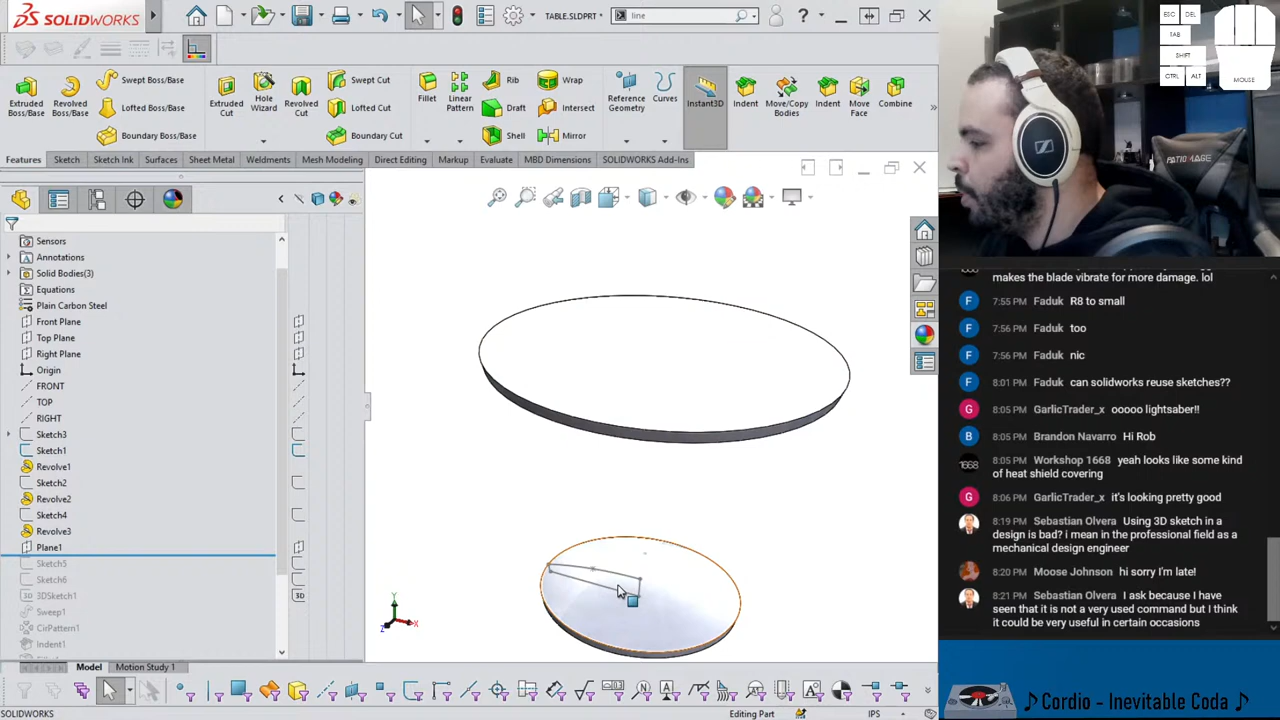 SOLIDWORKS
TABLE.SLDPRT *
line
Extruded Boss/Base
Revolved Boss/Base
Swept Boss/Base
Lofted Boss/Base
Boundary Boss/Base
Extruded Cut
Hole Wizard
Revolved Cut
Swept Cut
Lofted Cut
Boundary Cut
Fillet
Linear Pattern
Draft
Shell
Wrap
Intersect
Mirror
Reference Geometry
Curves
Instant3D
Indent
Move/Copy Bodies
Indent
Move Face
Combine
Features
Sketch
Sketch Ink
Surfaces
Sheet Metal
Weldments
Mesh Modeling
Direct Editing
Markup
Evaluate
MBD Dimensions
SOLIDWORKS Add-Ins
Sensors
Annotations
Solid Bodies(3)
Equations
Plain Carbon Steel
Front Plane
Top Plane
Right Plane
Origin
FRONT
TOP
RIGHT
Sketch3
Sketch1
Revolve1
Sketch2
Revolve2
Sketch4
Revolve3
Plane1
Sketch5
Sketch6
3DSketch1
Sweep1
CirPattern1
Indent1
Y
X
Z
Model
Motion Study 1
SOLIDWORKS
Editing Part
IPS
ESC
DEL
TAB
SHIFT
CTRL
ALT
MOUSE
makes the blade vibrate for more damage. lol
F 7:55 PM Faduk R8 to small
F 7:56 PM Faduk too
F 7:56 PM Faduk nic
F 8:01 PM Faduk can solidworks reuse sketches??
G 8:05 PM GarlicTrader_x ooooo lightsaber!!
B 8:05 PM Brandon Navarro Hi Rob
1668 8:05 PM Workshop 1668 yeah looks like some kind
of heat shield covering
G 8:06 PM GarlicTrader_x it's looking pretty good
8:19 PM Sebastian Olvera Using 3D sketch in a
design is bad? i mean in the professional field as a
mechanical design engineer
8:20 PM Moose Johnson hi sorry I'm late!
8:21 PM Sebastian Olvera I ask because I have
seen that it is not a very used command but I think
it could be very useful in certain occasions
♪ Cordio - Inevitable Coda ♪